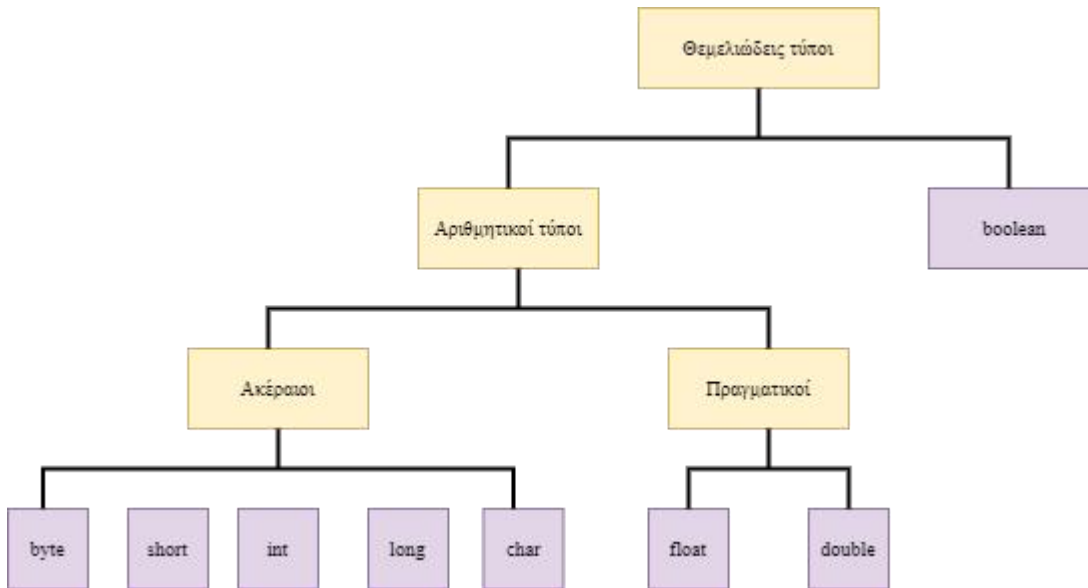 Θεμελιώδεις τύποι
Αριθμητικοί τύποι
boolean
Ακέραιοι
Πραγματικοί
byte
short
int
long
char
float
double